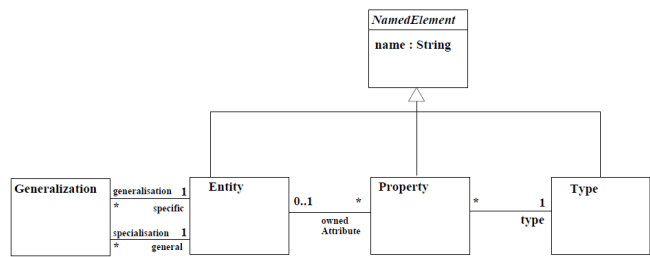 NamedElement
name : String
Generalization
generalisation 1
* specific
specialisation 1
* general
Entity
0..1 *
owned
Attribute
Property
* 1
type
Type